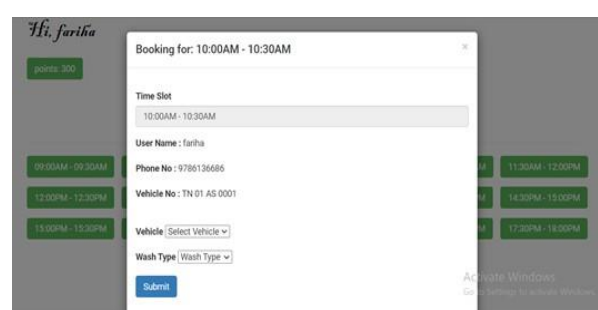 Hi, fariha
points: 300
Booking for: 10:00AM - 10:30AM
×
Time Slot
10:00AM - 10:30AM
User Name : fariha
Phone No : 9786136686
Vehicle No : TN 01 AS 0001
Vehicle Select Vehicle
Wash Type Wash Type
Submit
09:00AM - 09:30AM
M
11:30AM - 12:00PM
12:00PM - 12:30PM
M
14:30PM - 15:00PM
15:00PM - 15:30PM
M
17:30PM - 18:00PM
Activate Windows
Go to Settings to activate Windows.